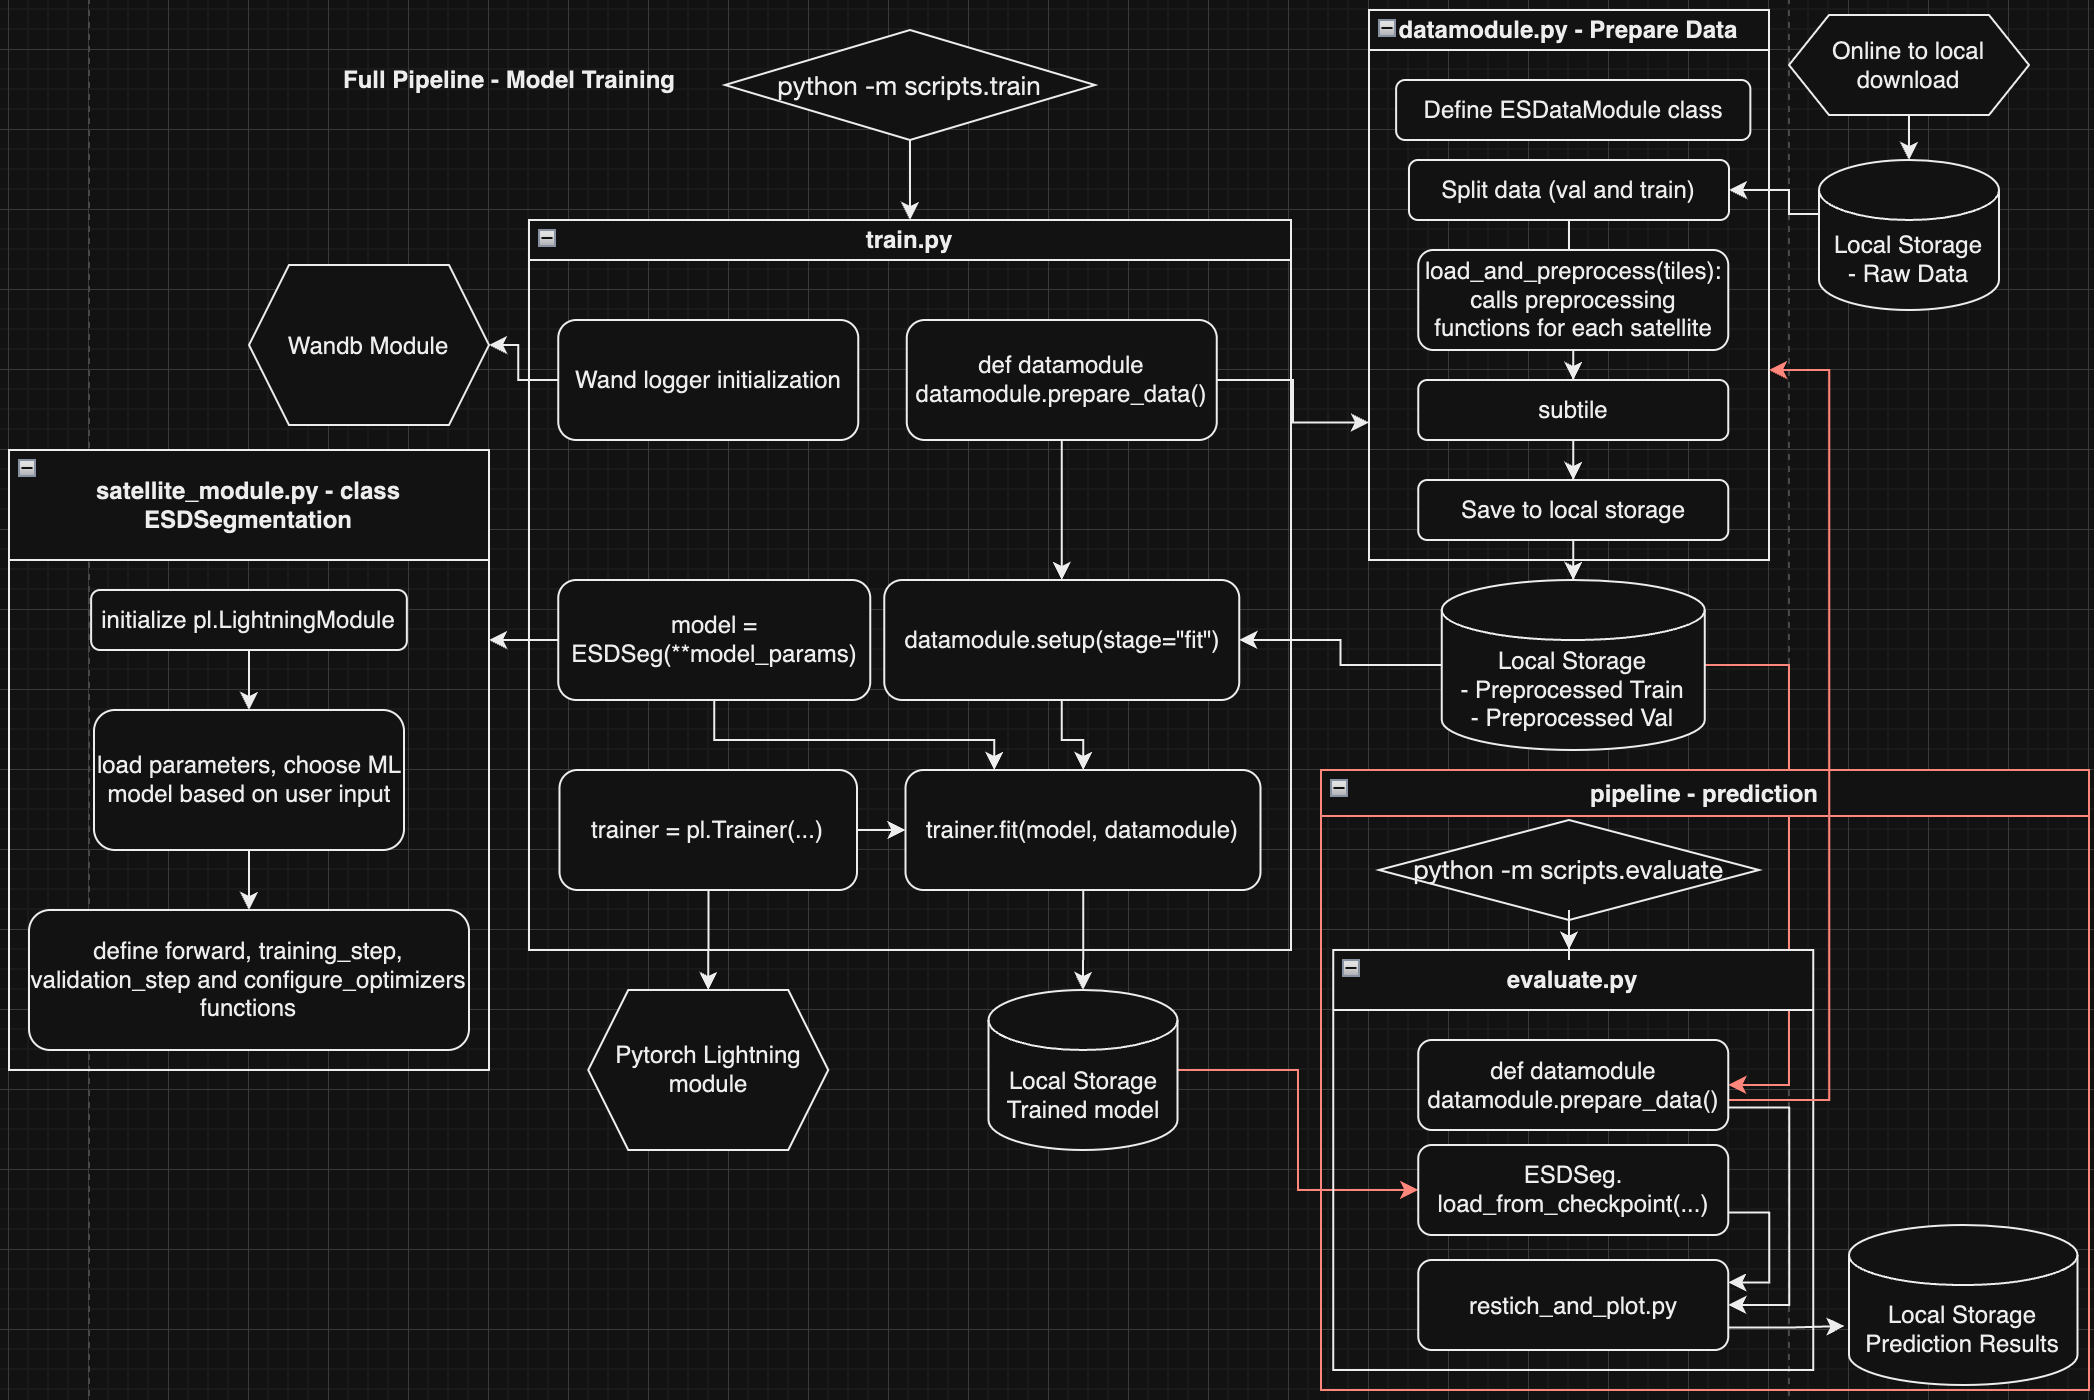 Full Pipeline - Model Training
python -m scripts.train
datamodule.py - Prepare Data
Define ESDataModule class
Split data (val and train)
load_and_preprocess(tiles):
calls preprocessing
functions for each satellite
subtile
Save to local storage
Online to local
download
Local Storage
- Raw Data
train.py
Wand logger initialization
def datamodule
datamodule.prepare_data()
Wandb Module
satellite_module.py - class
ESDSegmentation
initialize pl.LightningModule
load parameters, choose ML
model based on user input
define forward, training_step,
validation_step and configure_optimizers
functions
model =
ESDSeg(**model_params)
datamodule.setup(stage="fit")
Local Storage
- Preprocessed Train
- Preprocessed Val
trainer = pl.Trainer(...)
trainer.fit(model, datamodule)
Pytorch Lightning
module
Local Storage
Trained model
pipeline - prediction
python -m scripts.evaluate
evaluate.py
def datamodule
datamodule.prepare_data()
ESDSeg.
load_from_checkpoint(...)
restich_and_plot.py
Local Storage
Prediction Results